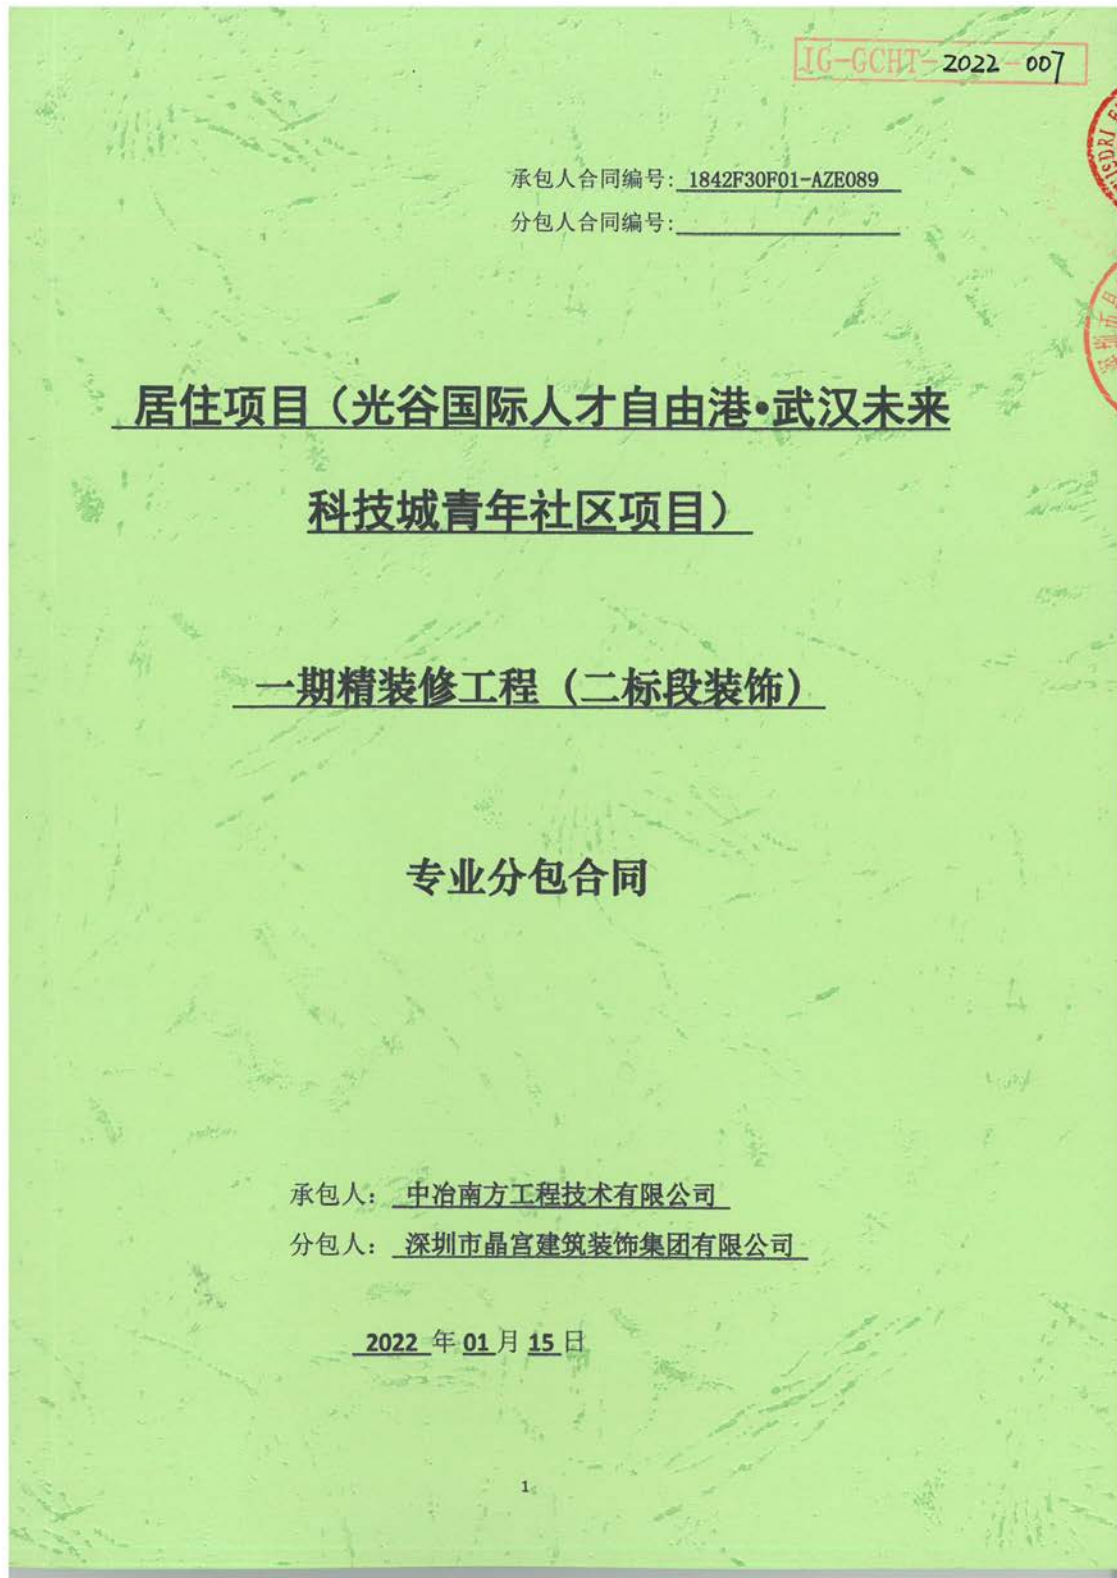 JG-GCHT-2022-007
承包人合同编号: 1842F30F01-AZE089
分包人合同编号:
居住项目（光谷国际人才自由港•武汉未来
科技城青年社区项目）
一期精装修工程（二标段装饰）
专业分包合同
承包人： 中冶南方工程技术有限公司
分包人： 深圳市晶宫建筑装饰集团有限公司
2022 年 01 月 15 日
1